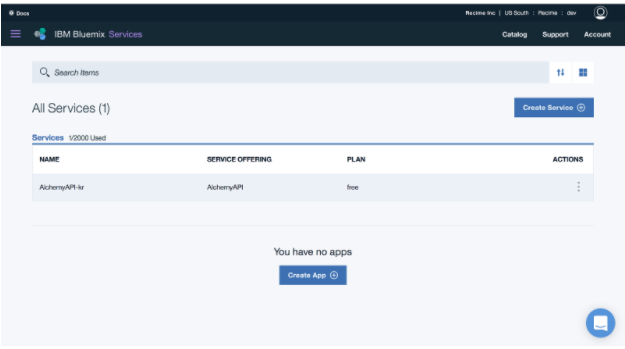 Docs
Recime Inc | US South : Recime : dev
IBM Bluemix Services
Catalog Support Account
Search Items
All Services (1)
Create Service
Services 1/2000 Used
NAME SERVICE OFFERING PLAN ACTIONS
AlchemyAPI-kr AlchemyAPI free
You have no apps
Create App